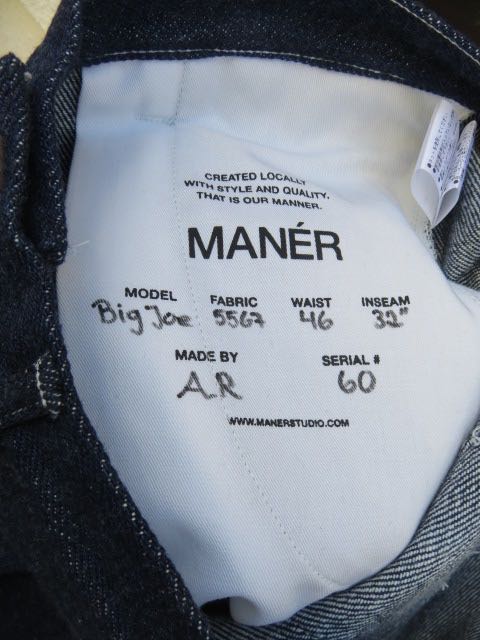 CREATED LOCALLY
WITH STYLE AND QUALITY.
THAT IS OUR MANNER.
MANÉR
MODEL FABRIC WAIST INSEAM
Big Joe 5567 46 32"
MADE BY SERIAL #
A.R 60
WWW.MANERSTUDIO.COM